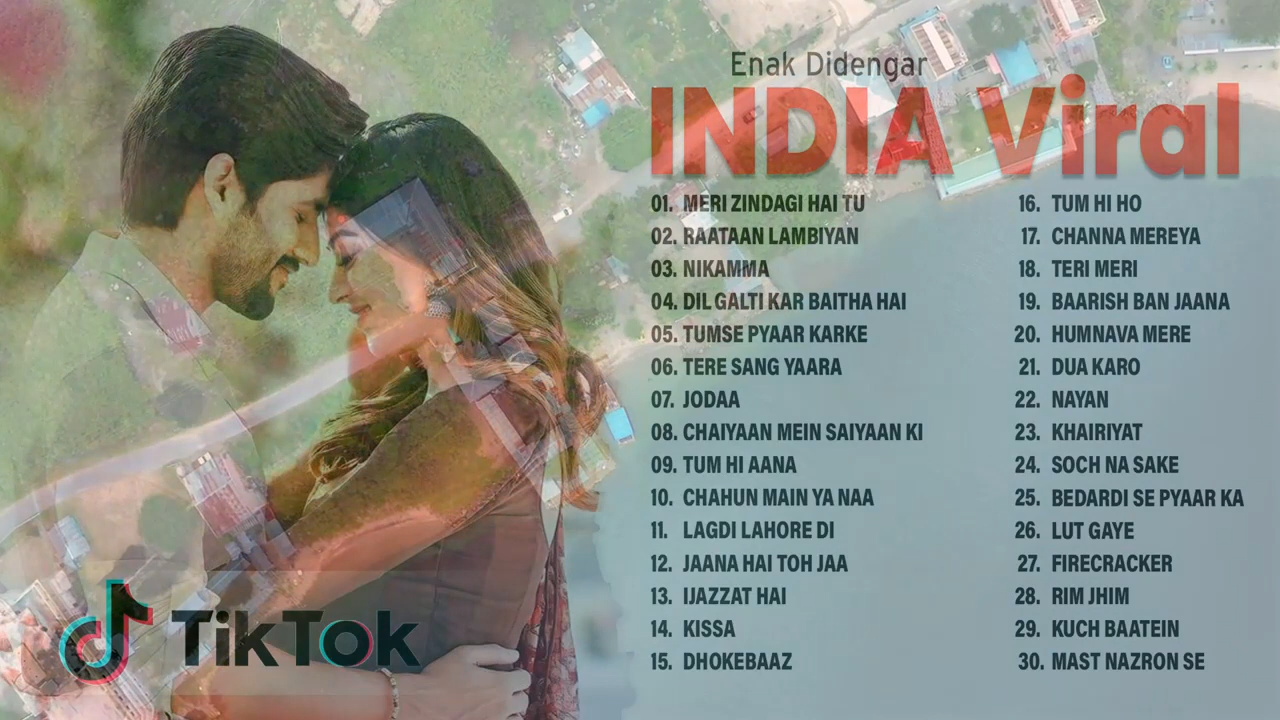 Enak Didengar
INDIA Viral
01. MERI ZINDAGI HAI TU
02. RAATAAN LAMBIYAN
03. NIKAMMA
04. DIL GALTI KAR BAITHA HAI
05. TUMSE PYAAR KARKE
06. TERE SANG YAARA
07. JODAA
08. CHAIYAAN MEIN SAIYAAN KI
09. TUM HI AANA
10. CHAHUN MAIN YA NAA
11. LAGDI LAHORE DI
12. JAANA HAI TOH JAA
13. IJAZZAT HAI
14. KISSA
15. DHOKEBAAZ
16. TUM HI HO
17. CHANNA MEREYA
18. TERI MERI
19. BAARISH BAN JAANA
20. HUMNAVA MERE
21. DUA KARO
22. NAYAN
23. KHAIRIYAT
24. SOCH NA SAKE
25. BEDARDI SE PYAAR KA
26. LUT GAYE
27. FIRECRACKER
28. RIM JHIM
29. KUCH BAATEIN
30. MAST NAZRON SE
TikTok